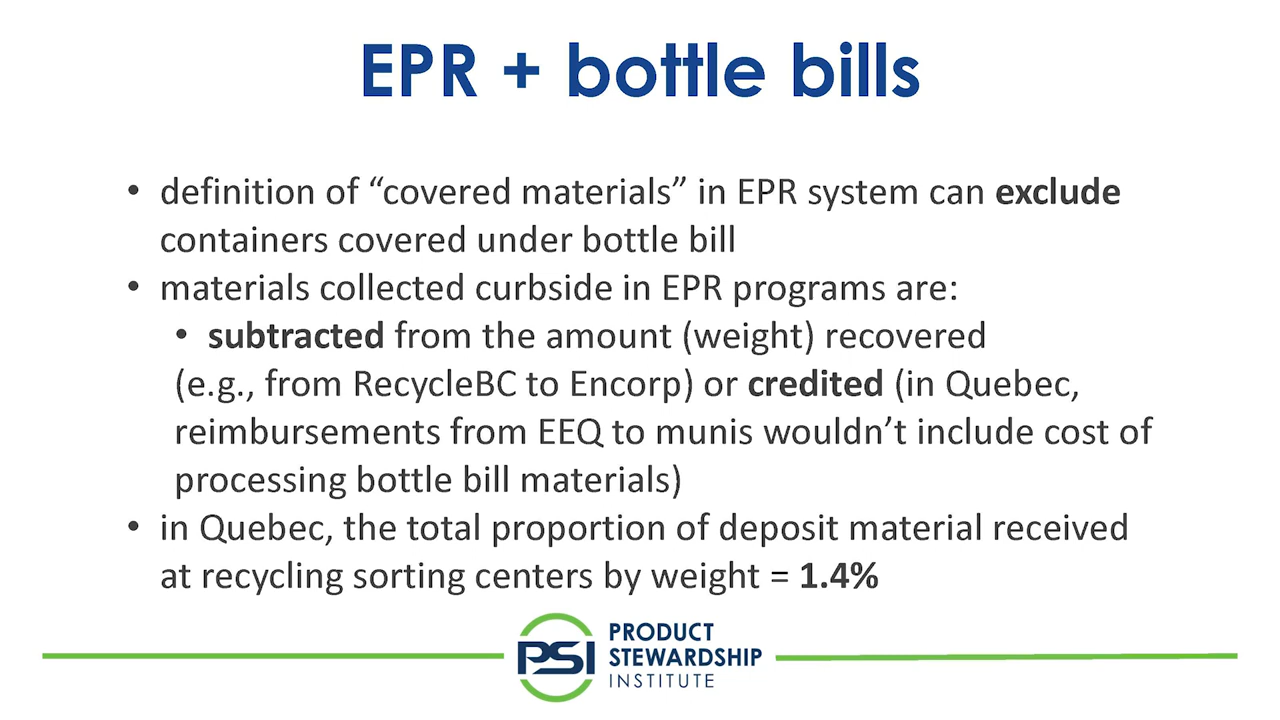 EPR + bottle bills
• definition of “covered materials” in EPR system can exclude
containers covered under bottle bill
• materials collected curbside in EPR programs are:
• subtracted from the amount (weight) recovered
(e.g., from RecycleBC to Encorp) or credited (in Quebec,
reimbursements from EEQ to munis wouldn’t include cost of
processing bottle bill materials)
• in Quebec, the total proportion of deposit material received
at recycling sorting centers by weight = 1.4%
PSI
PRODUCT
STEWARDSHIP
INSTITUTE